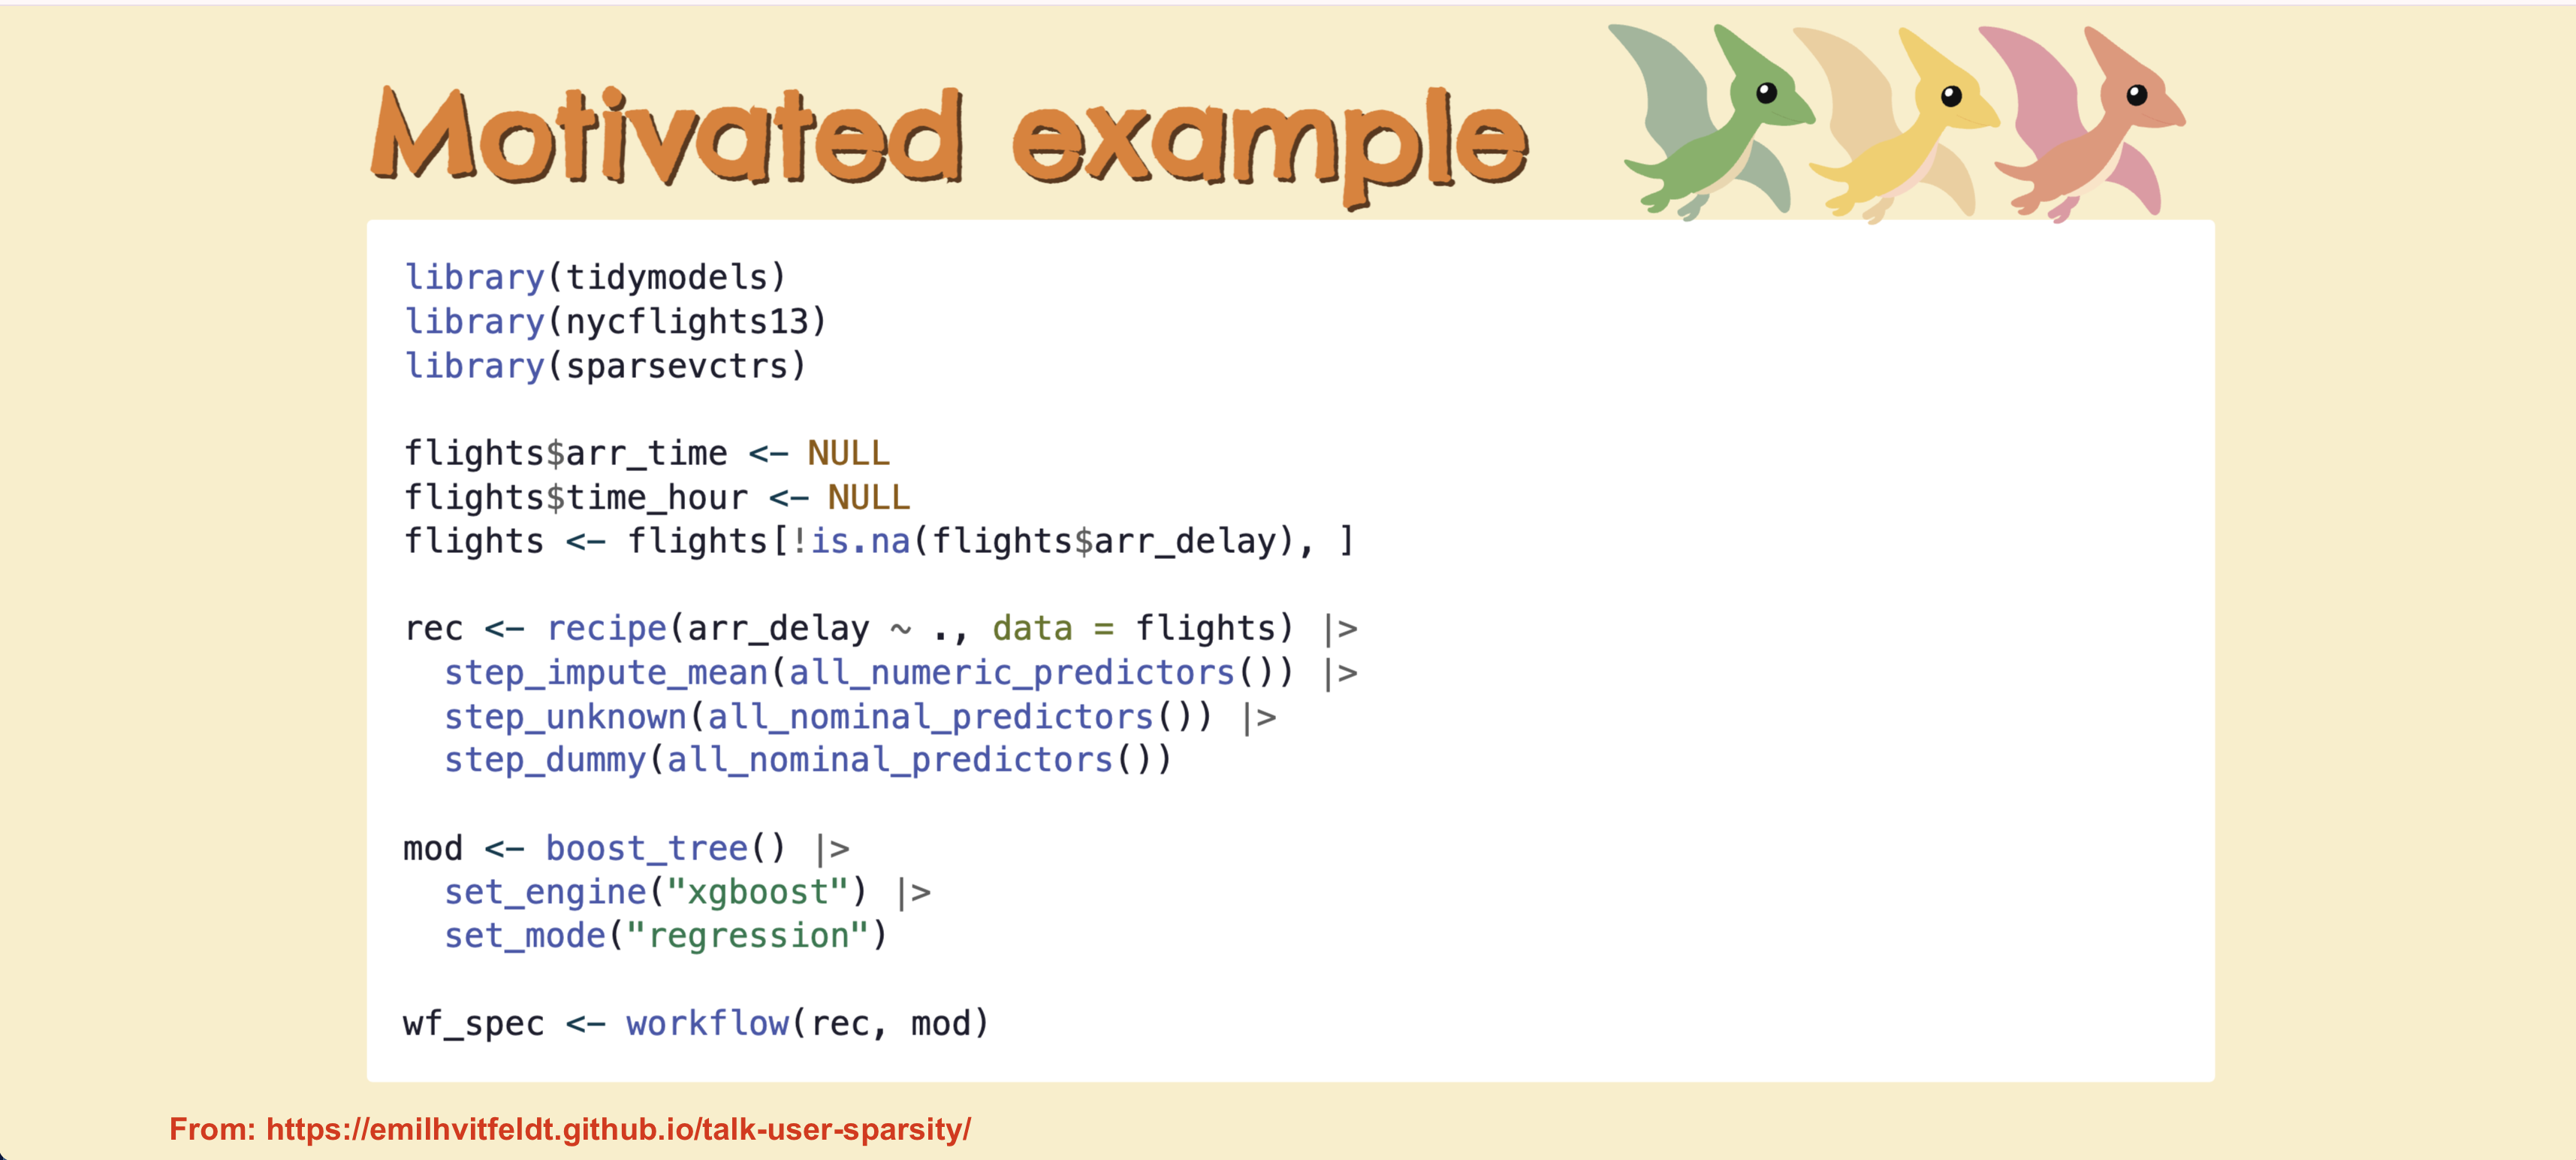 Motivated example
library(tidymodels)
library(nycflights13)
library(sparsevctrs)
flights$arr_time <- NULL
flights$time_hour <- NULL
flights <- flights[!is.na(flights$arr_delay), ]
rec <- recipe(arr_delay ~ ., data = flights) |>
  step_impute_mean(all_numeric_predictors()) |>
  step_unknown(all_nominal_predictors()) |>
  step_dummy(all_nominal_predictors())
mod <- boost_tree() |>
  set_engine("xgboost") |>
  set_mode("regression")
wf_spec <- workflow(rec, mod)
From: https://emilhvitfeldt.github.io/talk-user-sparsity/